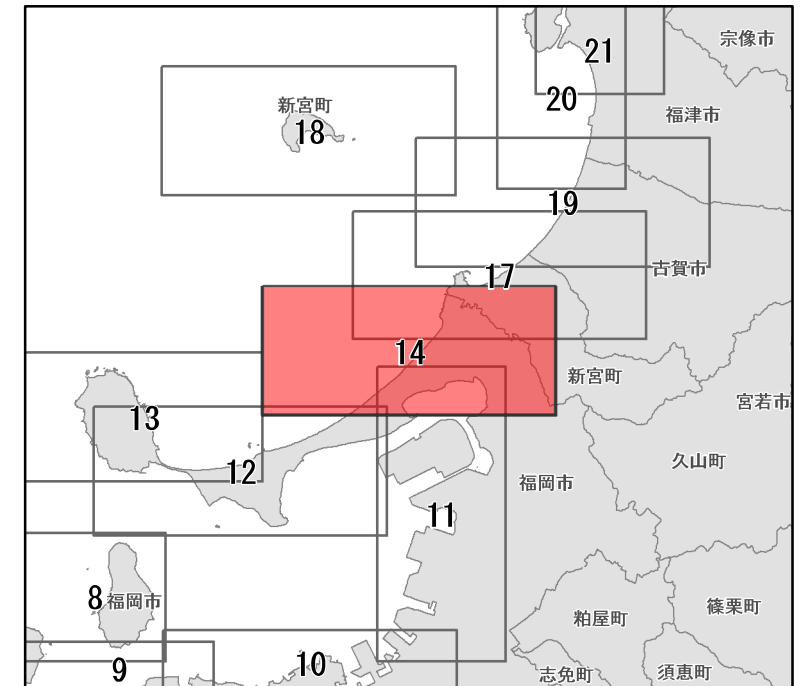 宗像市
21
20
新宮町
18
福津市
19
古賀市
17
14
新宮町
宮若市
13
12
久山町
福岡市
11
8
福岡市
粕屋町
篠栗町
9
10
志免町
須惠町